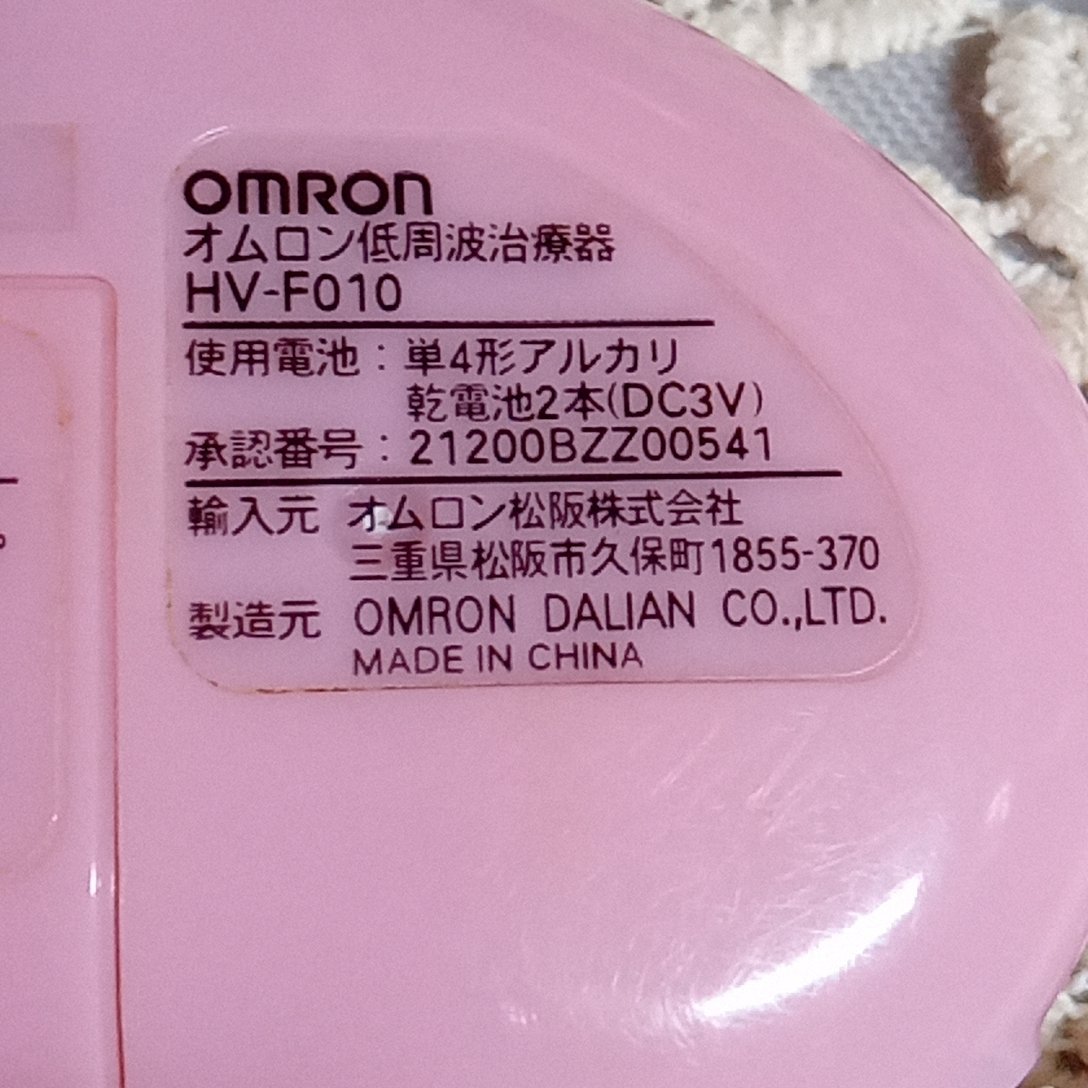 OMRON
オムロン低周波治療器
HV-F010
使用電池：単4形アルカリ
乾電池2本(DC3V)
承認番号：21200BZZ00541
輸入元 オムロン松阪株式会社
三重県松阪市久保町1855-370
製造元 OMRON DALIAN CO.,LTD.
MADE IN CHINA